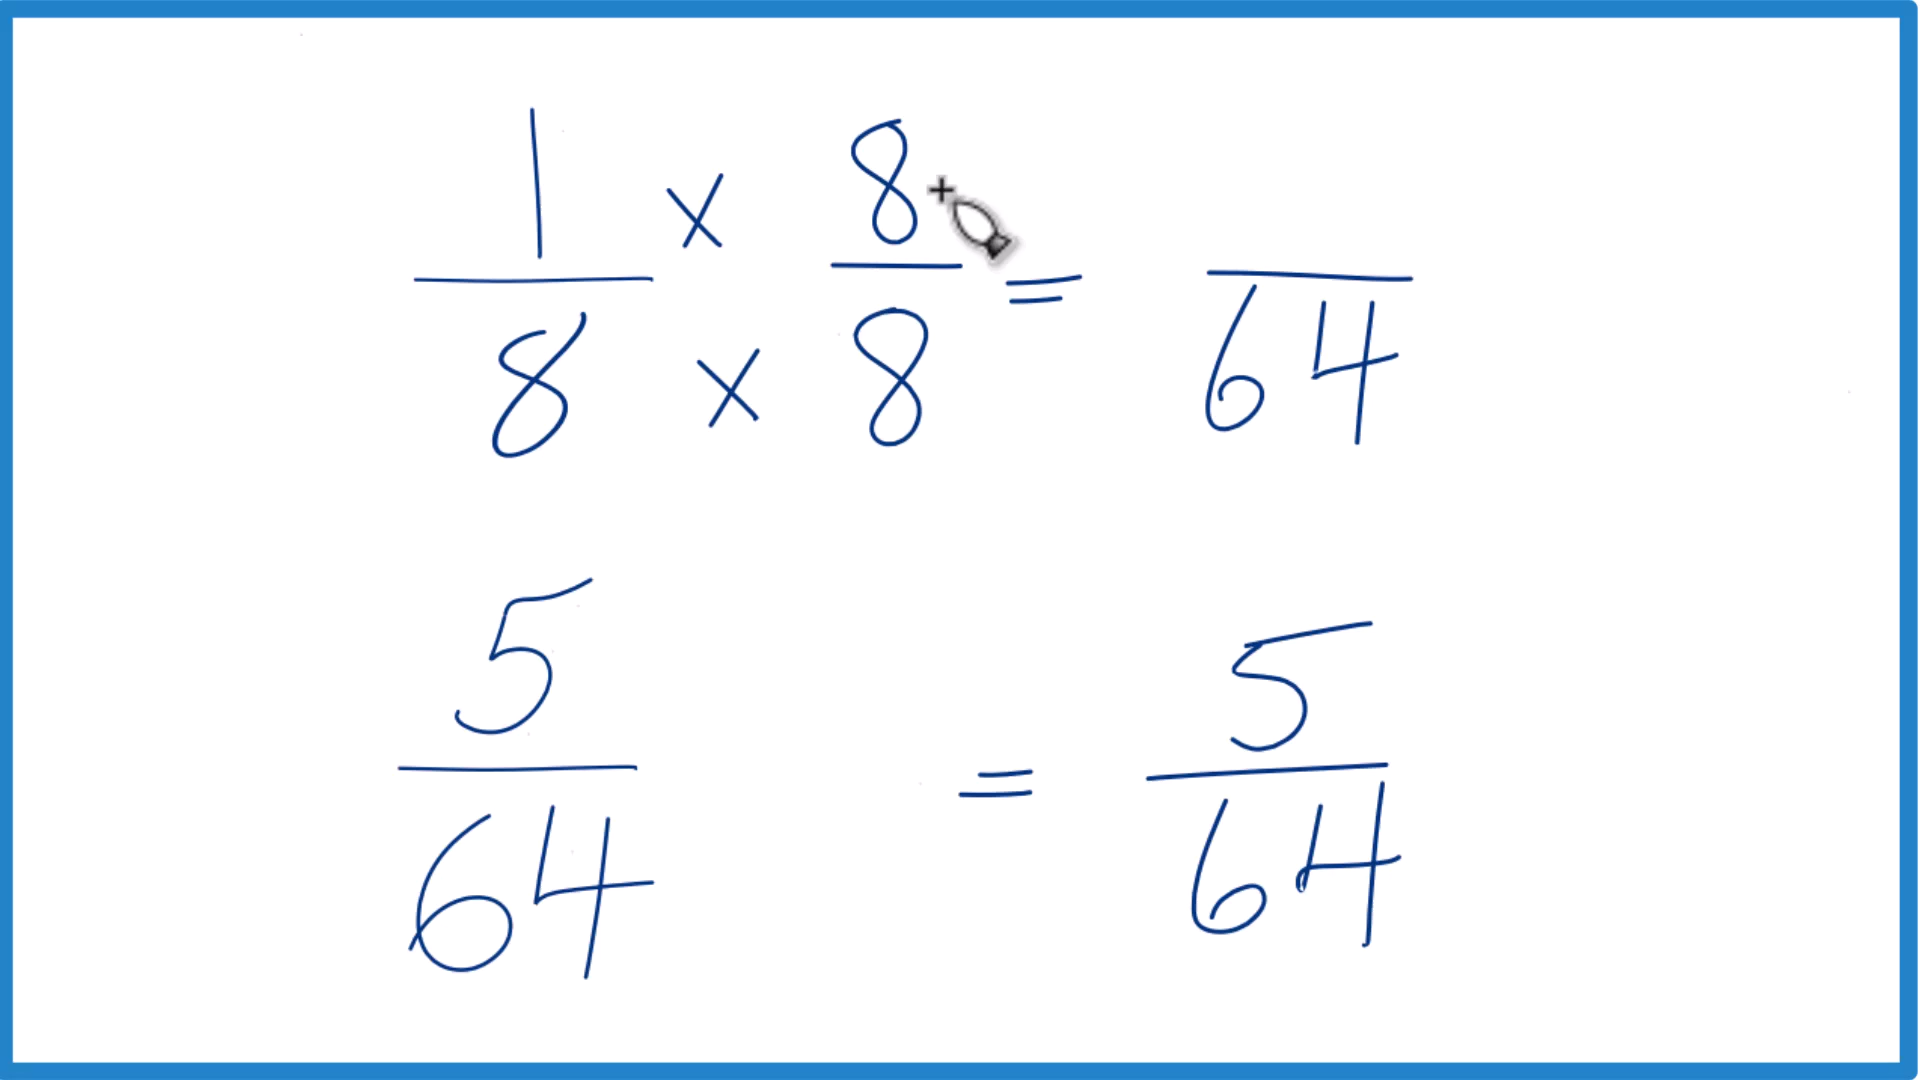 1/8 × 8/8 = /64
5/64 = 5/64